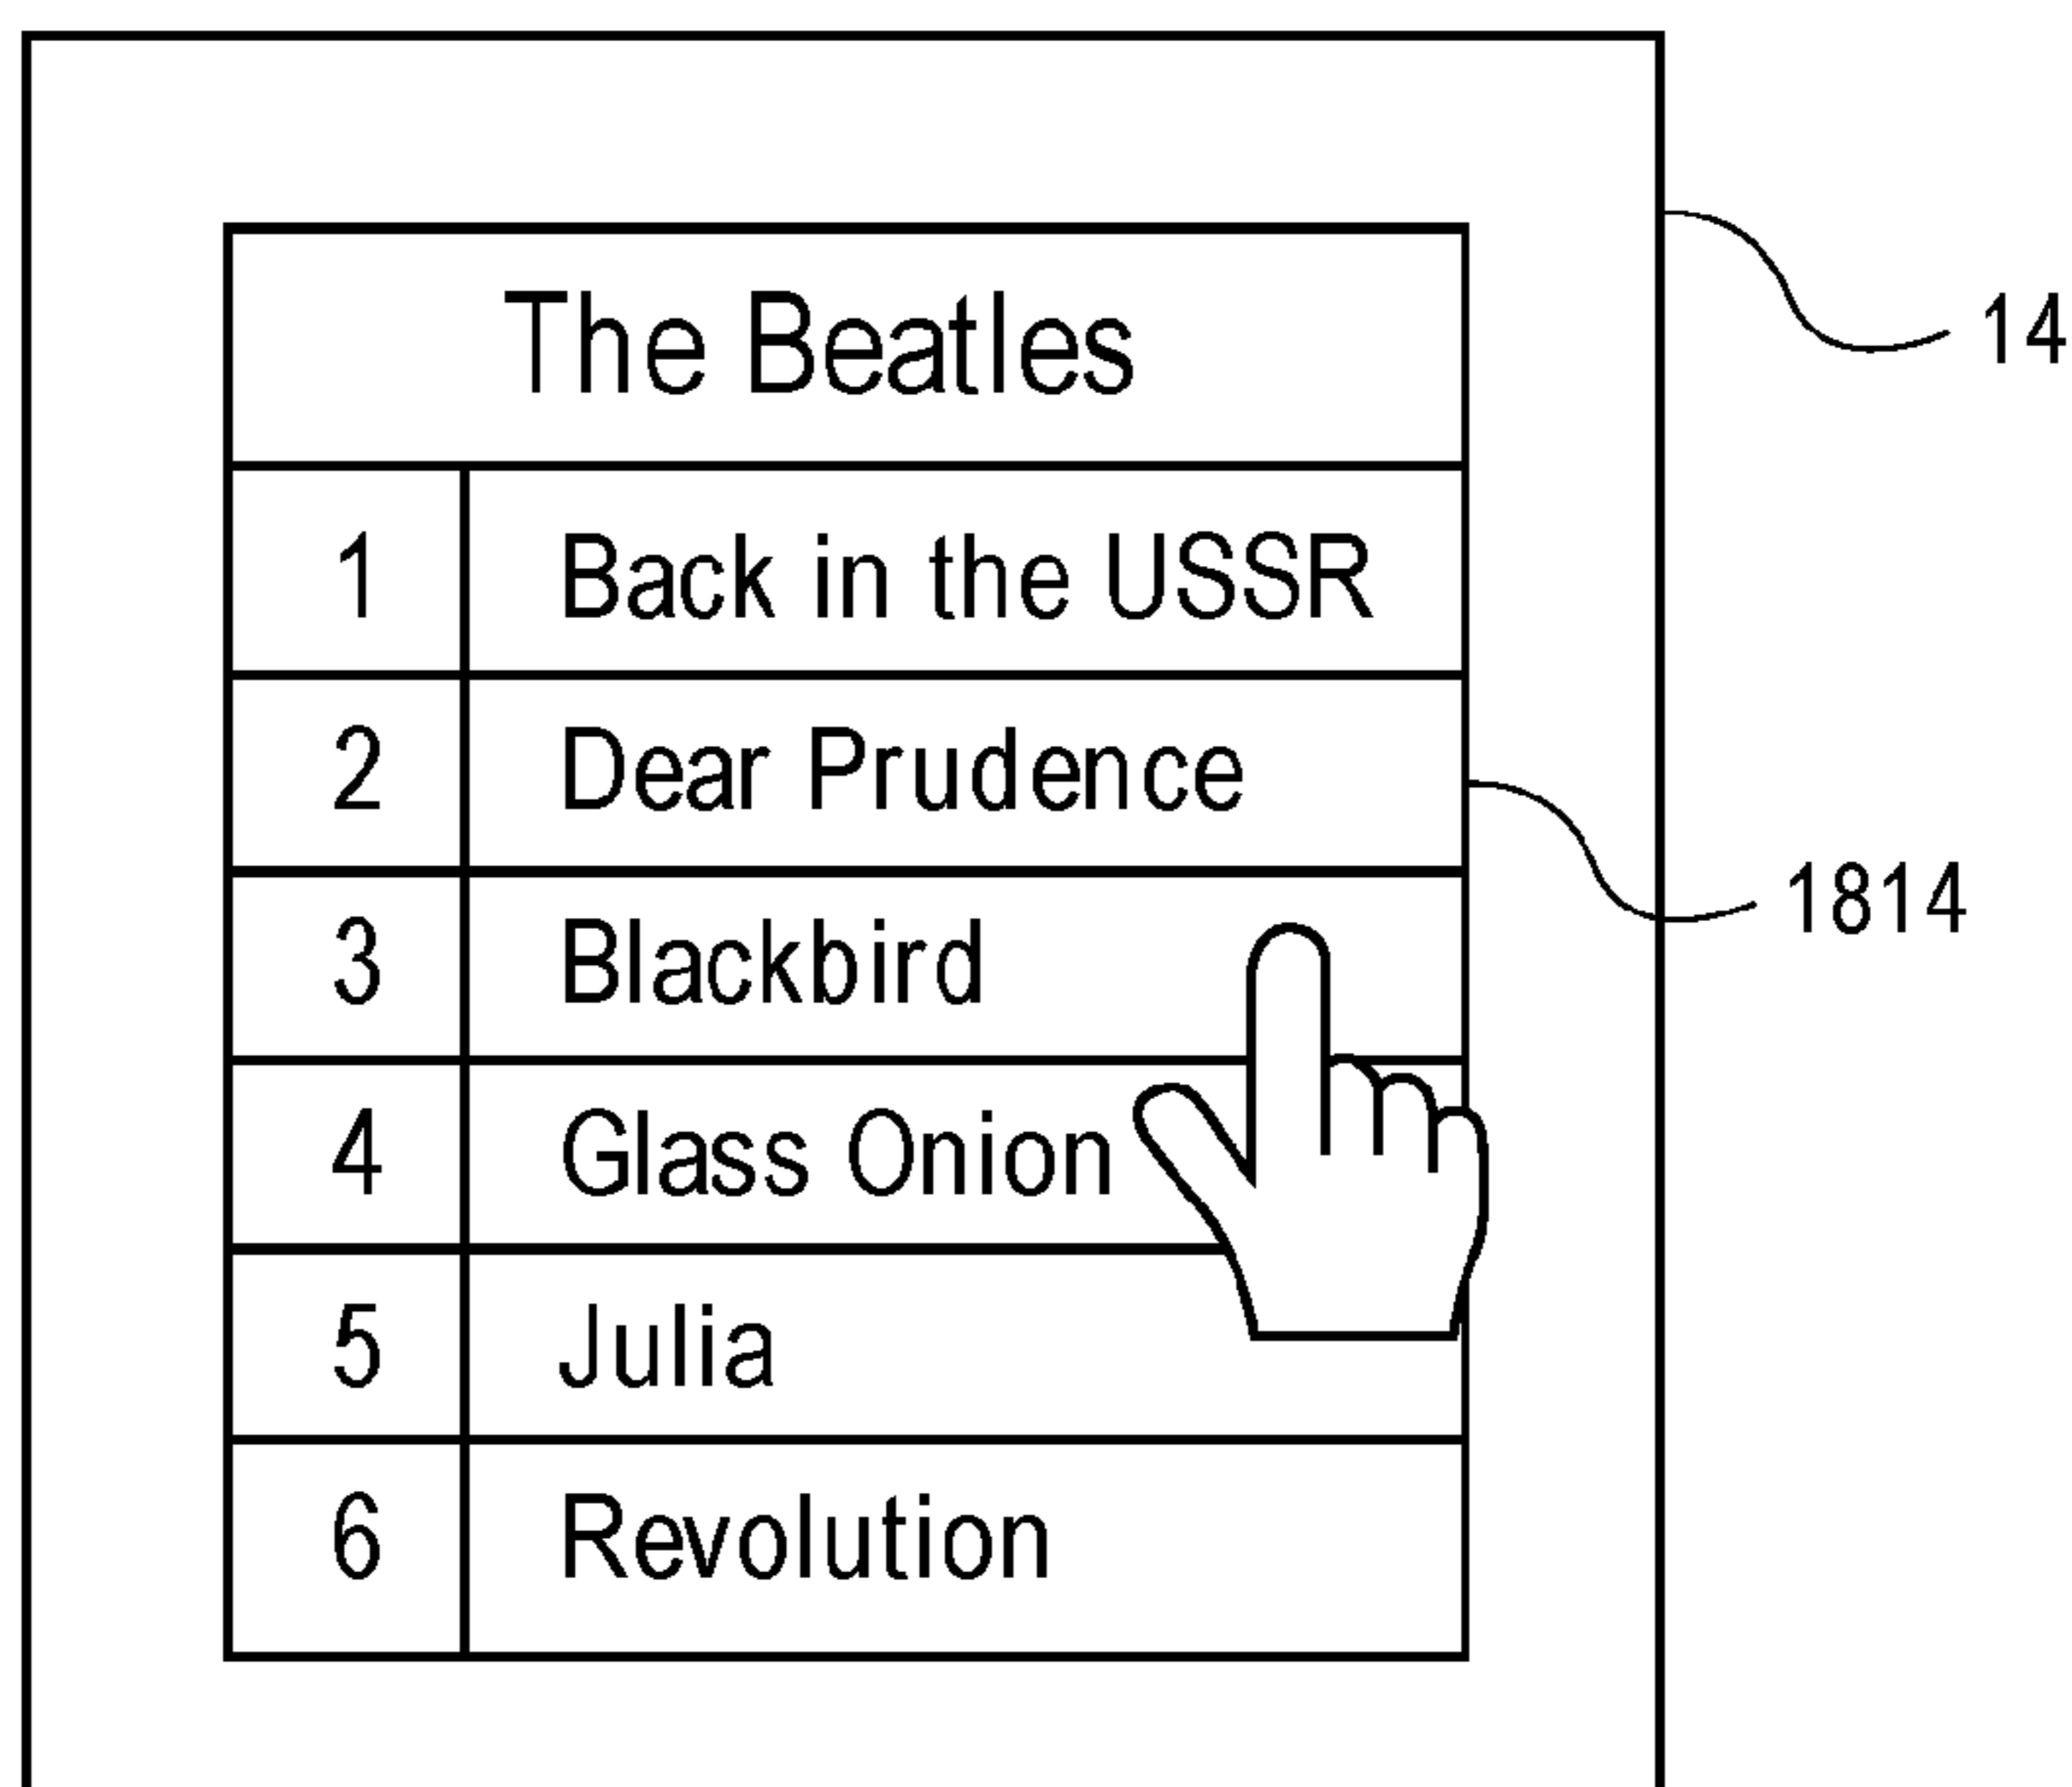 The Beatles
14
1 Back in the USSR
2 Dear Prudence
1814
3 Blackbird
4 Glass Onion
5 Julia
6 Revolution